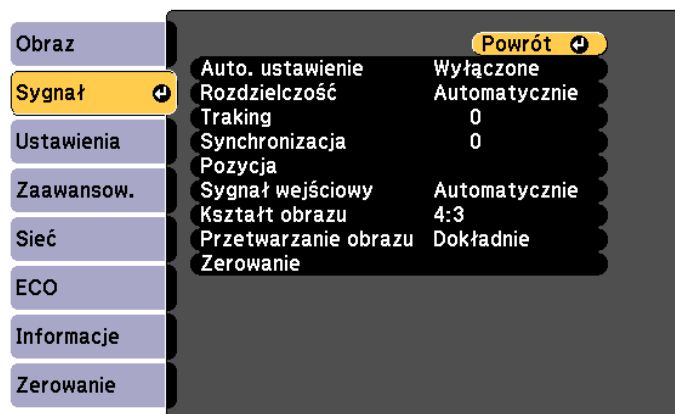 Obraz
Sygnał
Ustawienia
Zaawansow.
Sieć
ECO
Informacje
Zerowanie
Powrót
Auto. ustawienie Wyłączone
Rozdzielczość Automatycznie
Traking 0
Synchronizacja 0
Pozycja
Sygnał wejściowy Automatycznie
Kształt obrazu 4:3
Przetwarzanie obrazu Dokładnie
Zerowanie